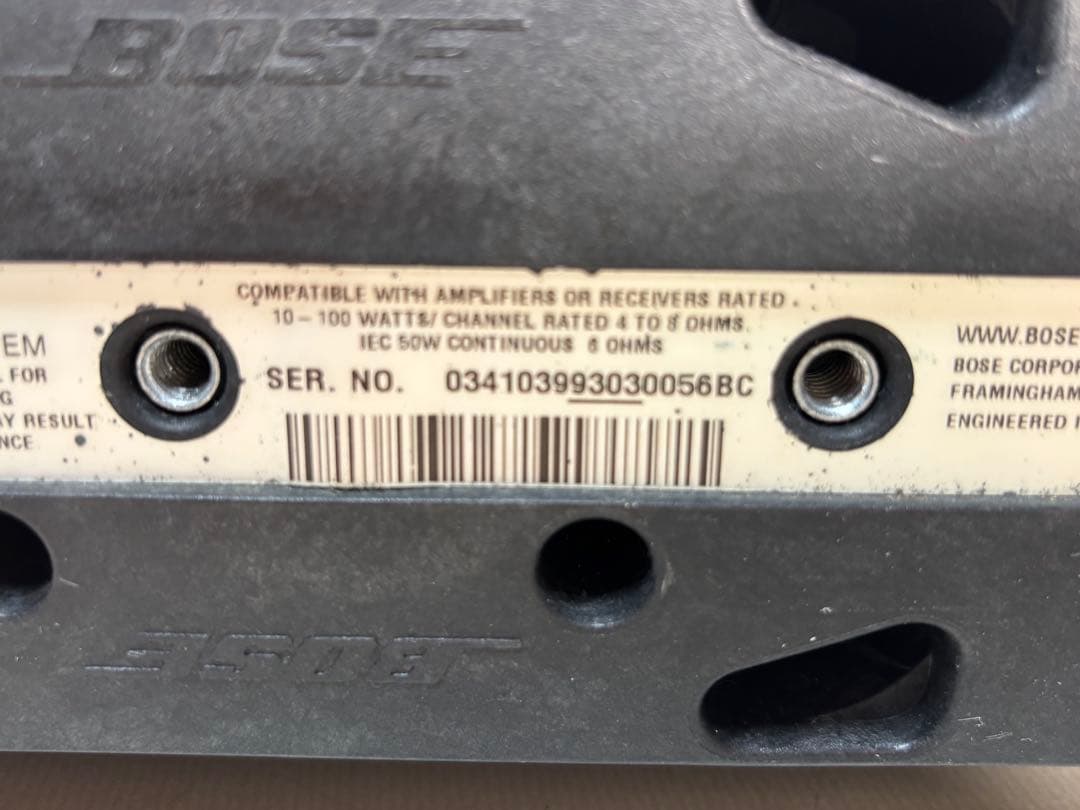 BOSE
COMPATIBLE WITH AMPLIFIERS OR RECEIVERS RATED
10-100 WATTS/ CHANNEL RATED 4 TO 8 OHMS.
IEC 50W CONTINUOUS 6 OHMS
SER. NO. 034103993030056BC
EM
FOR
G
AY RESULT
NCE
WWW.BOSE
BOSE CORPOR
FRAMINGHAM
ENGINEERED I
BOSE